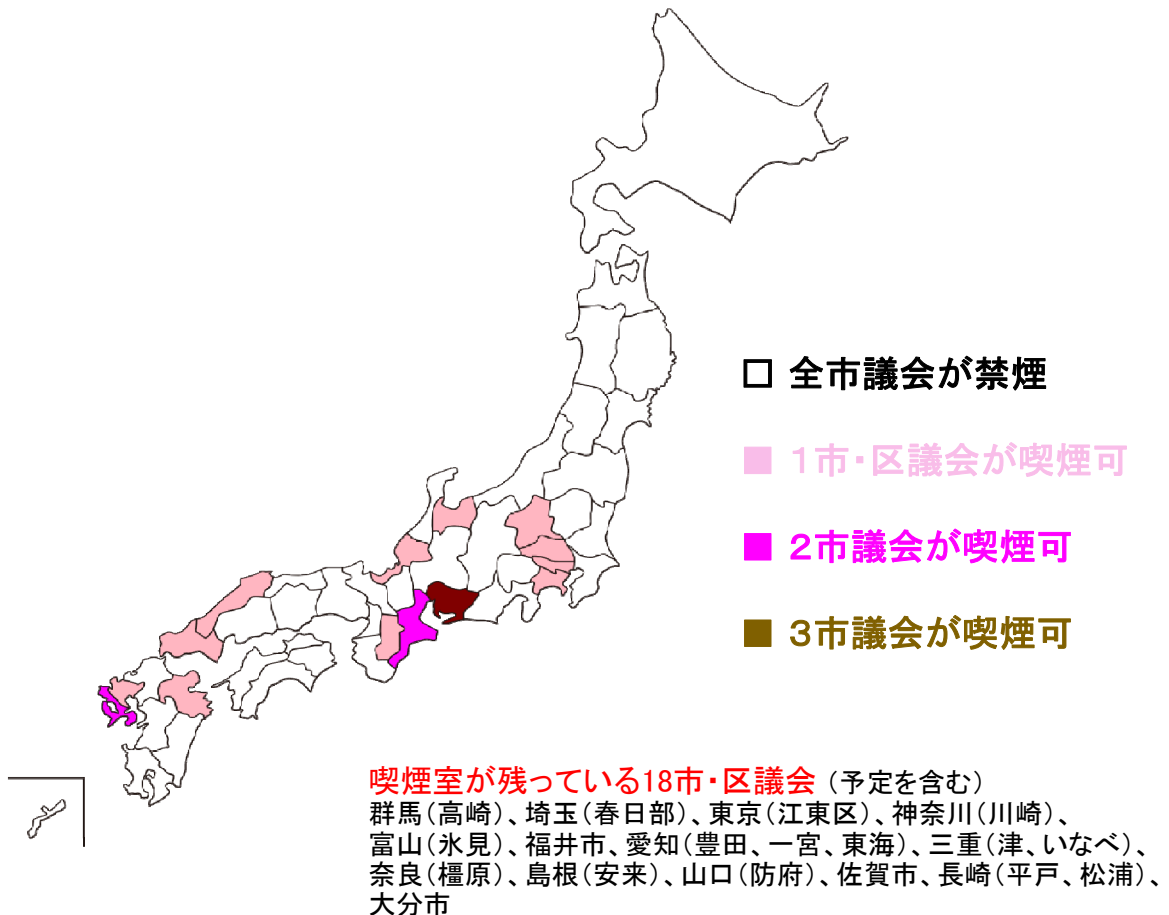 □ 全市議会が禁煙
■ 1市・区議会が喫煙可
■ 2市議会が喫煙可
■ 3市議会が喫煙可
喫煙室が残っている18市・区議会（予定を含む）
群馬（高崎）、埼玉（春日部）、東京（江東区）、神奈川（川崎）、
富山（氷見）、福井市、愛知（豊田、一宮、東海）、三重（津、いなべ）、
奈良（橿原）、島根（安来）、山口（防府）、佐賀市、長崎（平戸、松浦）、
大分市